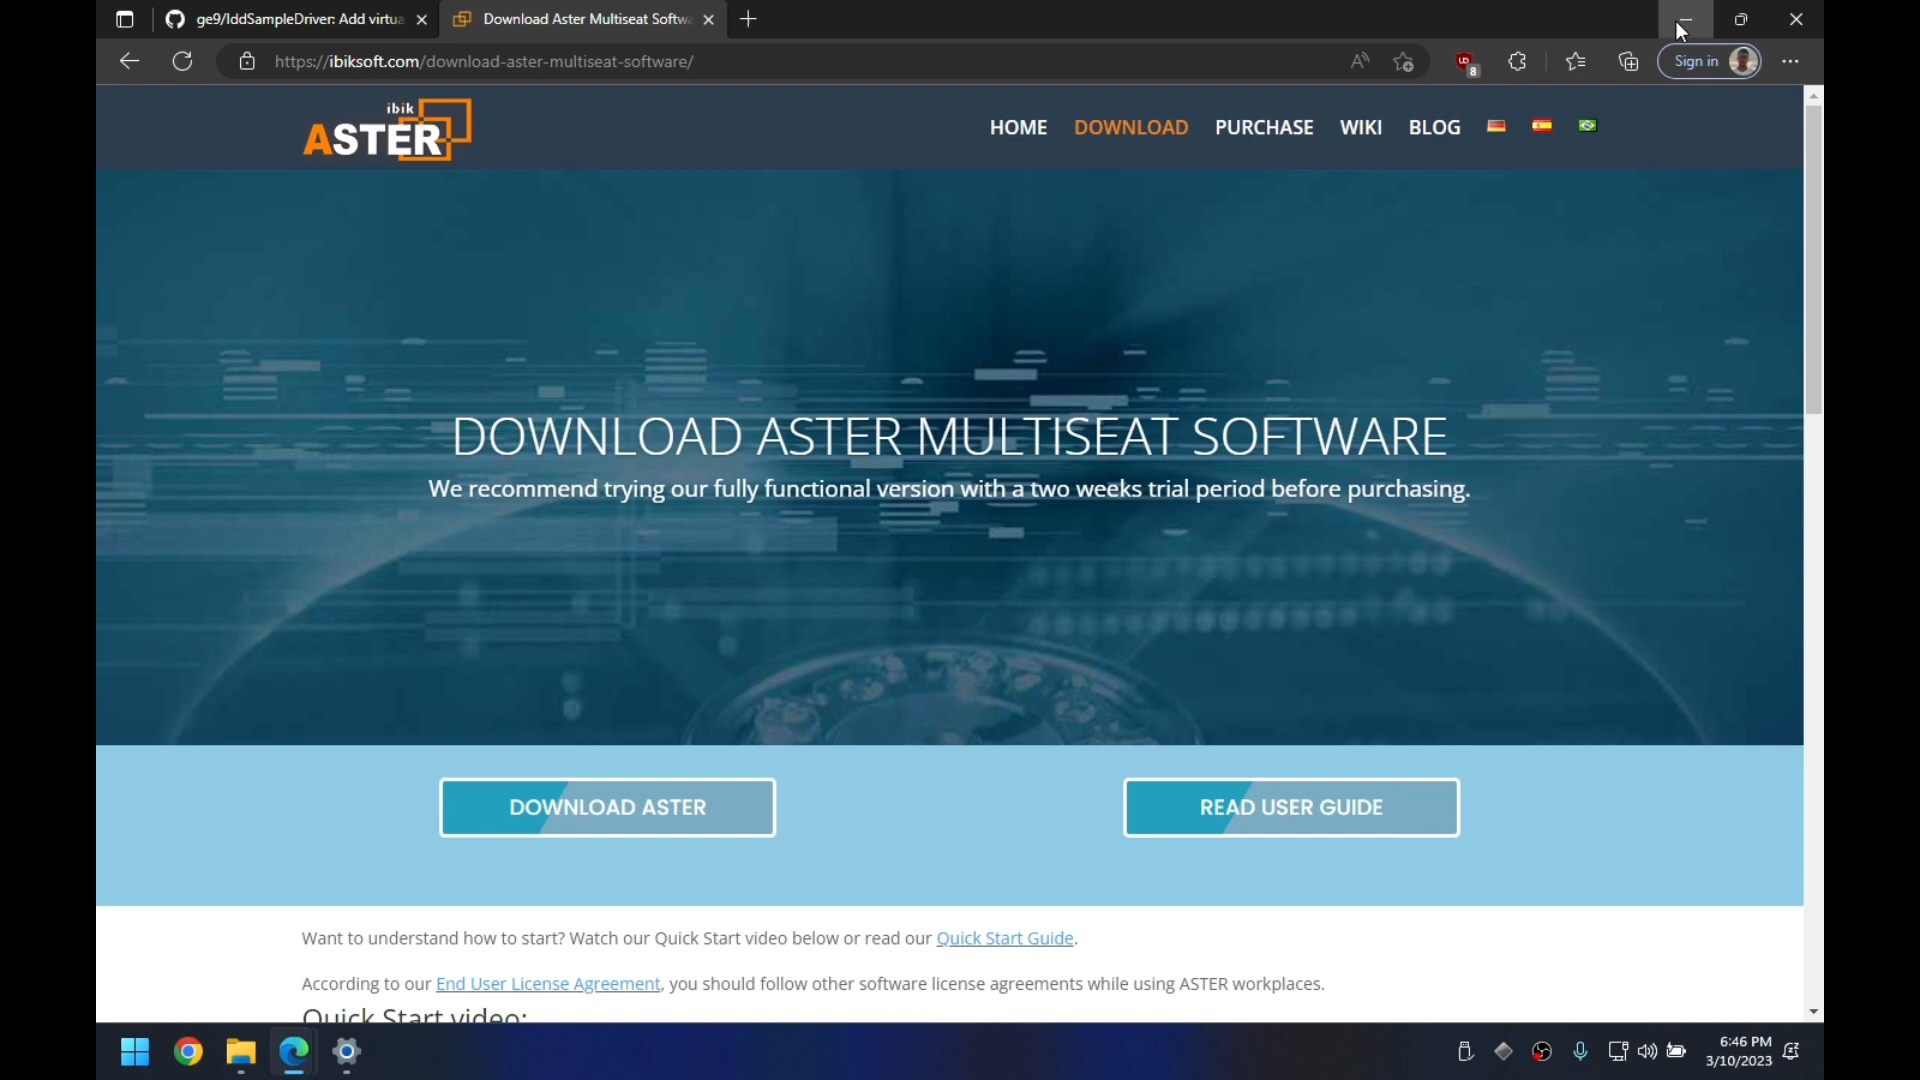 ge9/IddSampleDriver: Add virtua
Download Aster Multiseat Softwa
https://ibiksoft.com/download-aster-multiseat-software/
8
Sign in
ibik
ASTER
HOME DOWNLOAD PURCHASE WIKI BLOG
DOWNLOAD ASTER MULTISEAT SOFTWARE
We recommend trying our fully functional version with a two weeks trial period before purchasing.
DOWNLOAD ASTER
READ USER GUIDE
Want to understand how to start? Watch our Quick Start video below or read our Quick Start Guide.
According to our End User License Agreement, you should follow other software license agreements while using ASTER workplaces.
Quick Start video:
6:46 PM
3/10/2023